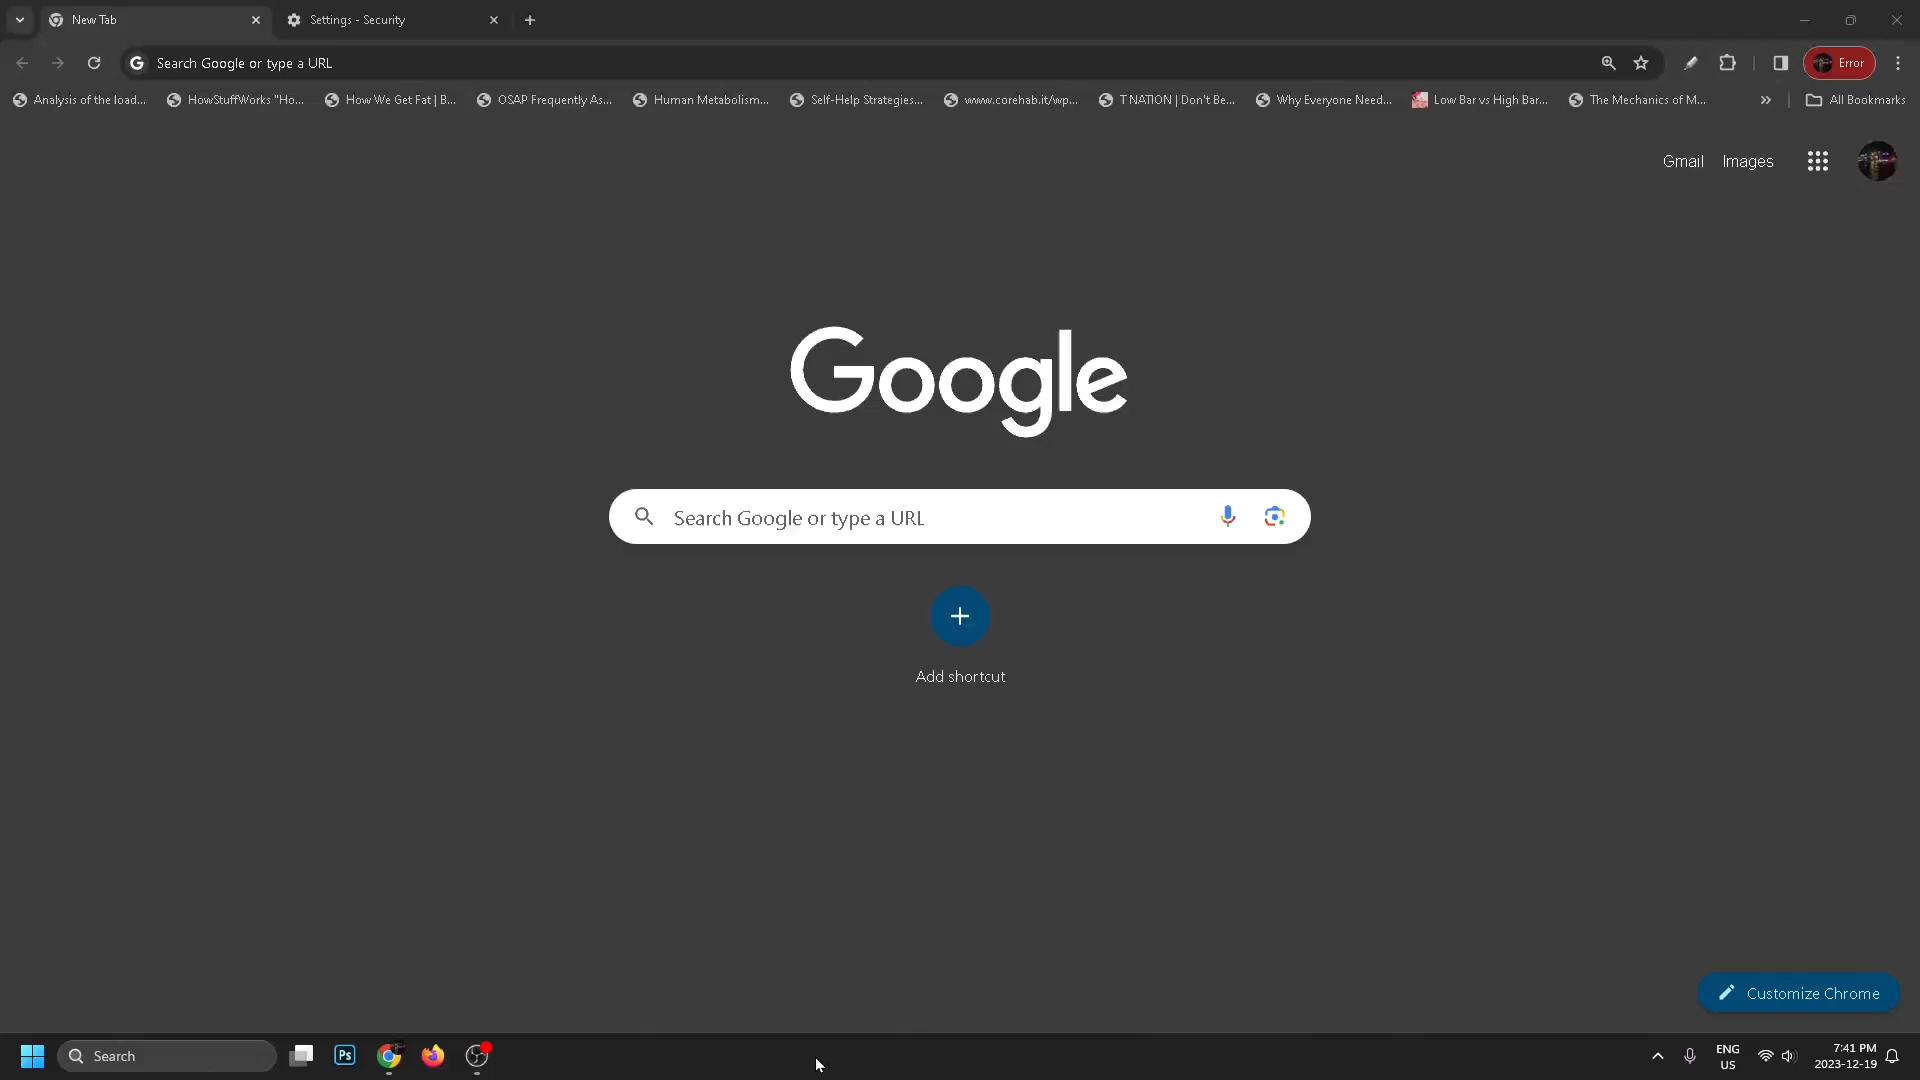 New Tab
Settings - Security
Search Google or type a URL
Error
Analysis of the load...
HowStuffWorks "Ho...
How We Get Fat | B...
OSAP Frequently As...
Human Metabolism...
Self-Help Strategies...
www.corehab.it/wp...
T NATION | Don't Be...
Why Everyone Need...
Low Bar vs High Bar...
The Mechanics of M...
»
All Bookmarks
Gmail
Images
Google
Search Google or type a URL
Add shortcut
Customize Chrome
Search
Ps
ENG
US
7:41 PM
2023-12-19